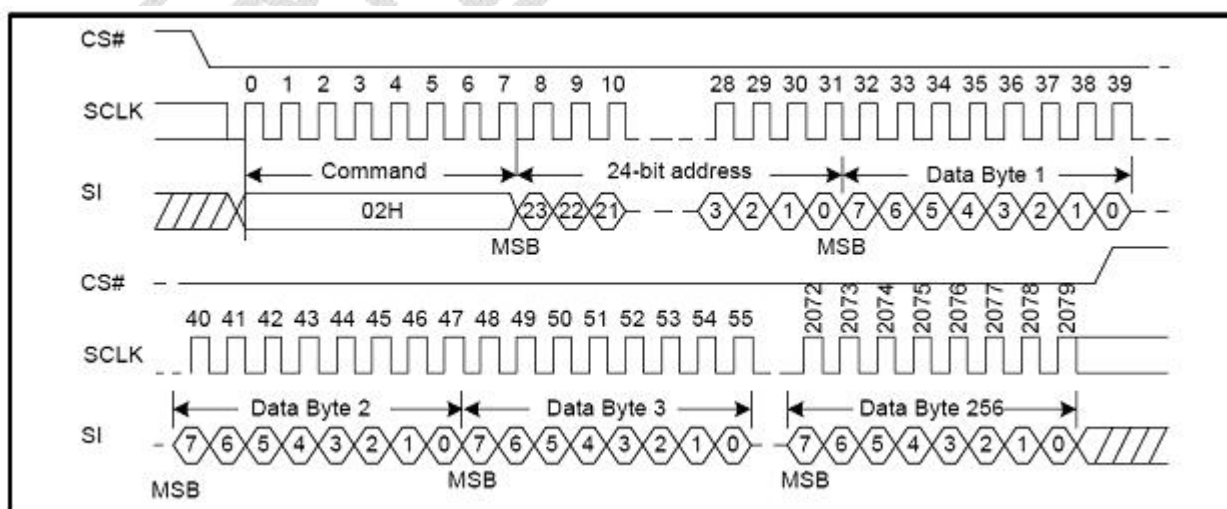 CS#
0 1 2 3 4 5 6 7 8 9 10 28 29 30 31 32 33 34 35 36 37 38 39
SCLK
Command 24-bit address Data Byte 1
SI
02H 23 22 21 3 2 1 0 7 6 5 4 3 2 1 0
MSB MSB
CS#
40 41 42 43 44 45 46 47 48 49 50 51 52 53 54 55 2072 2073 2074 2075 2076 2077 2078 2079
SCLK
Data Byte 2 Data Byte 3 Data Byte 256
SI
7 6 5 4 3 2 1 0 7 6 5 4 3 2 1 0 7 6 5 4 3 2 1 0
MSB MSB MSB